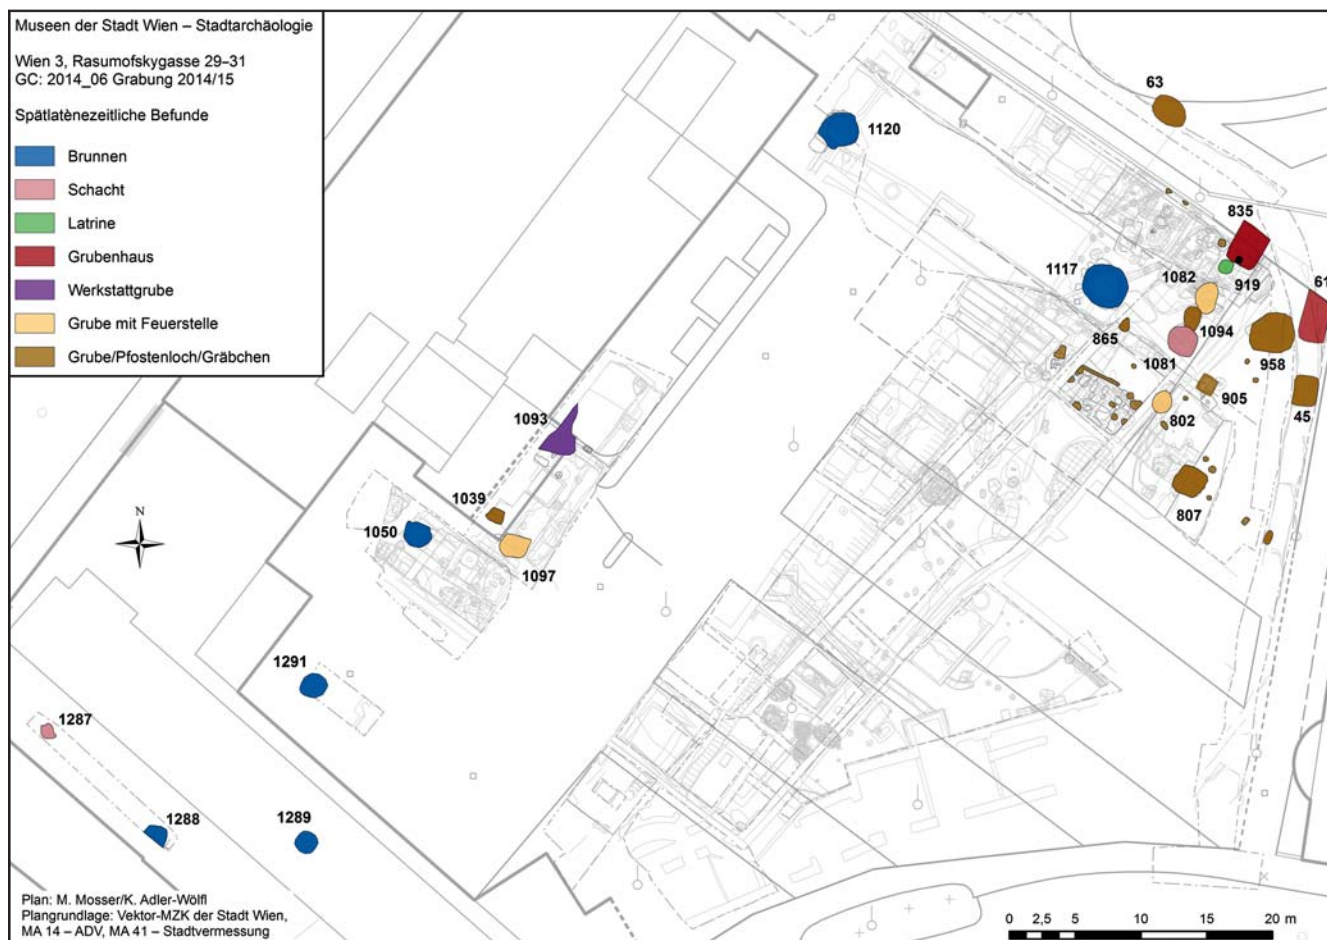 Museen der Stadt Wien – Stadtarchäologie
Wien 3, Rasumofskygasse 29–31
GC: 2014_06 Grabung 2014/15
Spätlatènezeitliche Befunde
Brunnen
Schacht
Latrine
Grubenhaus
Werkstattgrube
Grube mit Feuerstelle
Grube/Pfostenloch/Gräbchen
63
1120
835
1117
1082
919
61
1094
865
1081
958
905
45
802
1093
807
1039
1050
1097
N
1291
1287
1288
1289
Plan: M. Mosser/K. Adler-Wölfl
Plangrundlage: Vektor-MZK der Stadt Wien,
MA 14 – ADV, MA 41 – Stadtvermessung
0 2,5 5 10 15 20 m